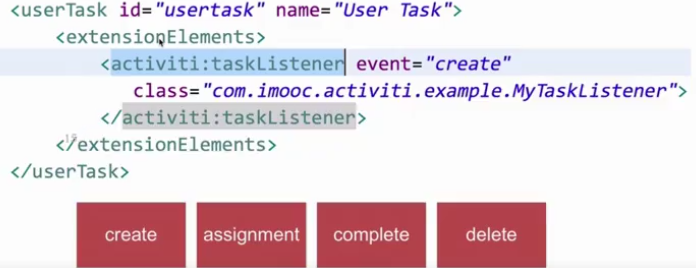 <userTask id="usertask" name="User Task">
<extensionElements>
<activiti:taskListener event="create"
class="com.imooc.activiti.example.MyTaskListener">
</activiti:taskListener>
</extensionElements>
</userTask>
create assignment complete delete